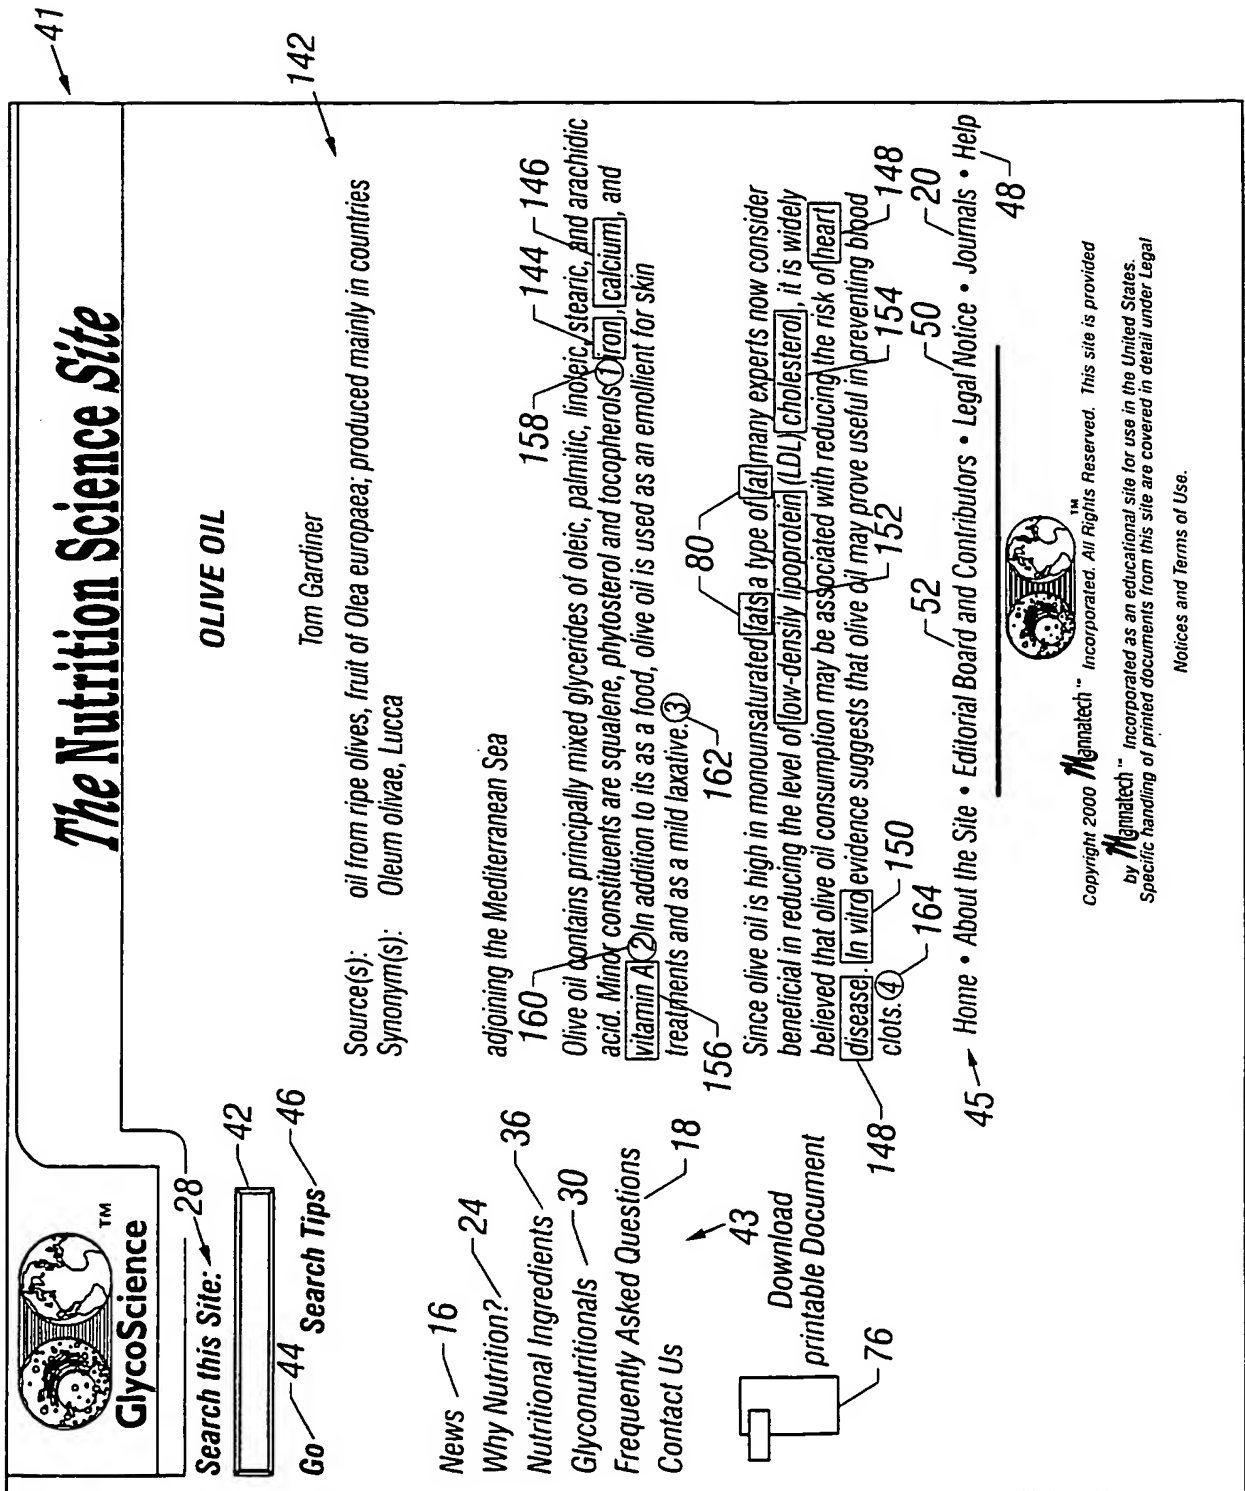 41
The Nutrition Science Site
GlycoScience
TM
Search this Site:
28
42
Go
44
Search Tips
46
News
16
Why Nutrition?
24
Nutritional Ingredients
36
Glyconutritionals
30
Frequently Asked Questions
18
Contact Us
43
Download
printable Document
76
OLIVE OIL
Tom Gardiner
142
Source(s): oil from ripe olives, fruit of Olea europaea; produced mainly in countries
Synonym(s): Oleum olivae, Lucca
adjoining the Mediterranean Sea
160
158
144
146
Olive oil contains principally mixed glycerides of oleic, palmitic, linoleic, stearic, and arachidic
acid. Minor constituents are squalene, phytosterol and tocopherols 1 iron, calcium, and
vitamin A 2 In addition to its as a food, olive oil is used as an emollient for skin
treatments and as a mild laxative. 3
156
162
80
Since olive oil is high in monounsaturated fats a type of fat many experts now consider
beneficial in reducing the level of low-densily lipoprotein (LDL) cholesterol, it is widely
believed that olive oil consumption may be associated with reducing the risk of heart
disease. In vitro evidence suggests that olive oil may prove useful in preventing blood
clots. 4
148
164
150
152
154
148
45
52
50
20
Home • About the Site • Editorial Board and Contributors • Legal Notice • Journals • Help
48
TM
Copyright 2000 Mannatech™ Incorporated. All Rights Reserved. This site is provided
by Mannatech™ Incorporated as an educational site for use in the United States.
Specific handling of printed documents from this site are covered in detail under Legal
Notices and Terms of Use.